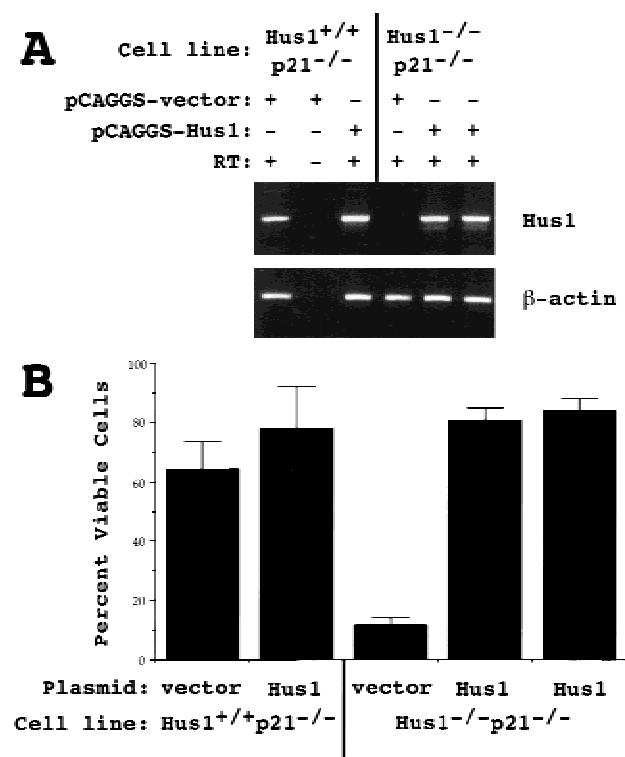 A
Cell line: Hus1+/+ p21-/- Hus1-/- p21-/-
pCAGGS-vector: + + - + - -
pCAGGS-Hus1: - - + - + +
RT: + - + + + +
Hus1
β-actin
B
Percent Viable Cells
100
80
60
40
20
0
Plasmid: vector Hus1 vector Hus1 Hus1
Cell line: Hus1+/+p21-/- Hus1-/-p21-/-